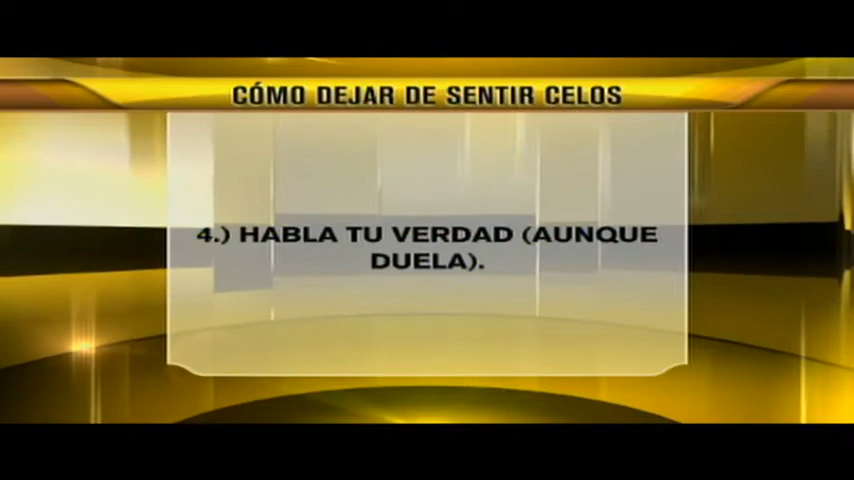 CÓMO DEJAR DE SENTIR CELOS
4.) HABLA TU VERDAD (AUNQUE
DUELA).